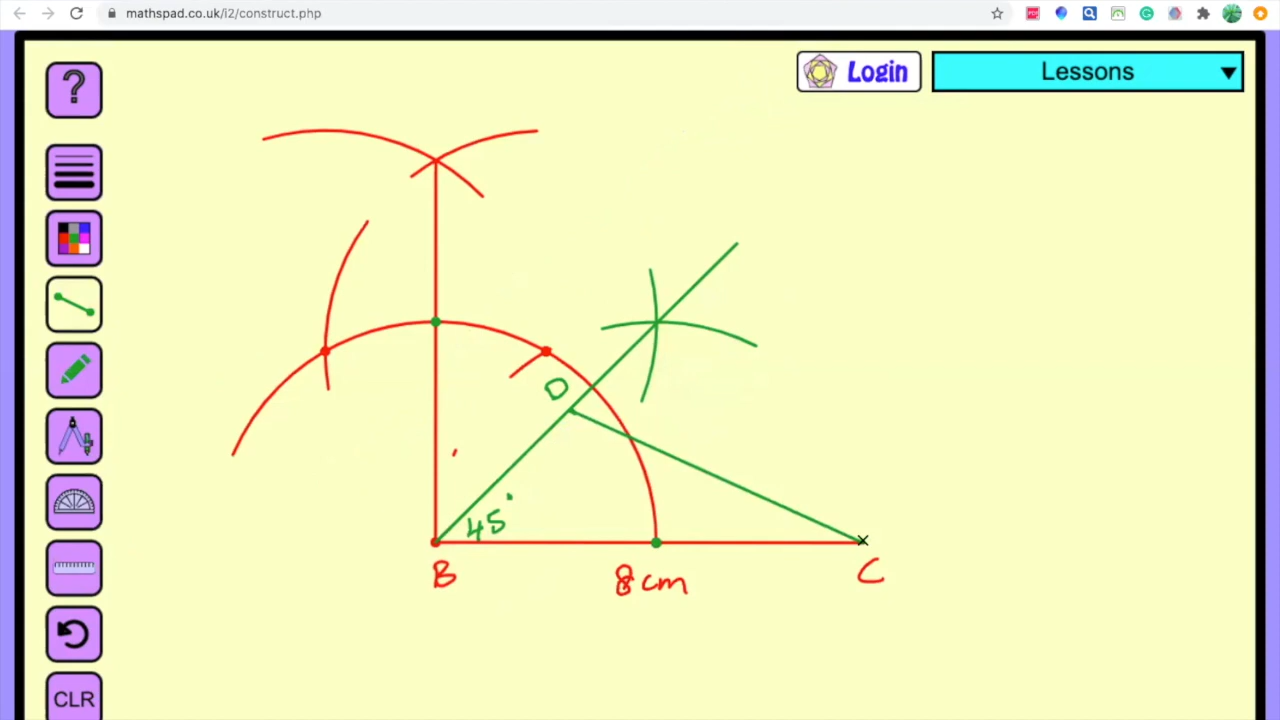 mathspad.co.uk/i2/construct.php
?
Login
Lessons
D
45°
B
8cm
C
CLR